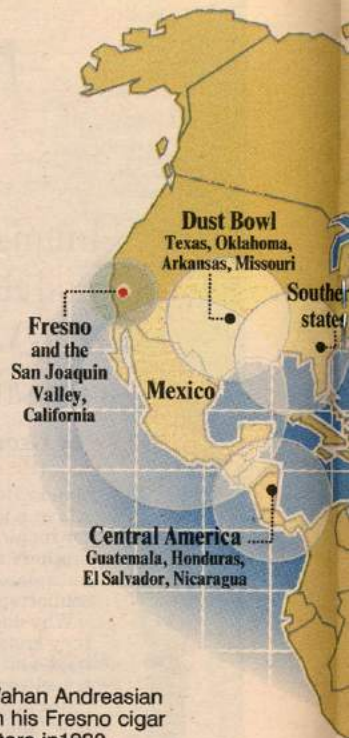 Dust Bowl
Texas, Oklahoma,
Arkansas, Missouri
Southe
state
Fresno
and the
San Joaquin
Valley,
California
Mexico
Central America
Guatemala, Honduras,
El Salvador, Nicaragua
ahan Andreasian
his Fresno cigar